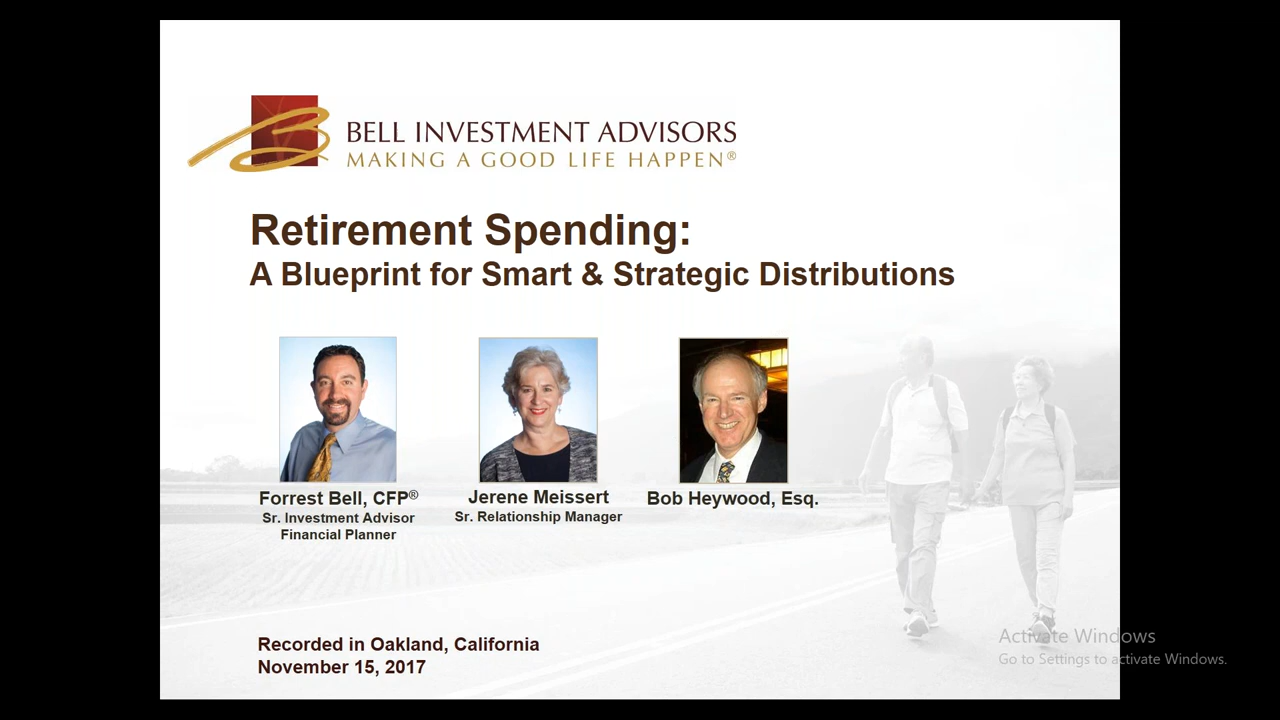 BELL INVESTMENT ADVISORS
MAKING A GOOD LIFE HAPPEN®
Retirement Spending:
A Blueprint for Smart & Strategic Distributions
Forrest Bell, CFP®
Sr. Investment Advisor
Financial Planner
Jerene Meissert
Sr. Relationship Manager
Bob Heywood, Esq.
Recorded in Oakland, California
November 15, 2017
Activate Windows
Go to Settings to activate Windows.